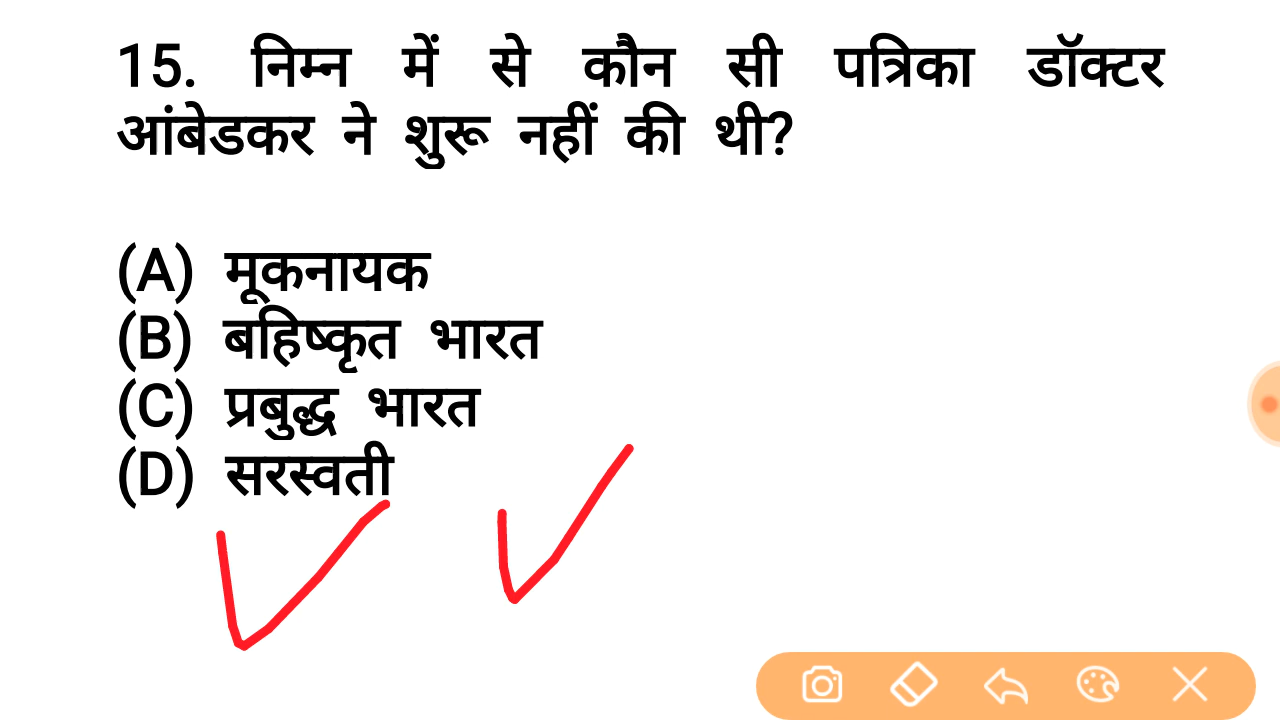 15. निम्न में से कौन सी पत्रिका डॉक्टर
आंबेडकर ने शुरू नहीं की थी?
(A) मूकनायक
(B) बहिष्कृत भारत
(C) प्रबुद्ध भारत
(D) सरस्वती